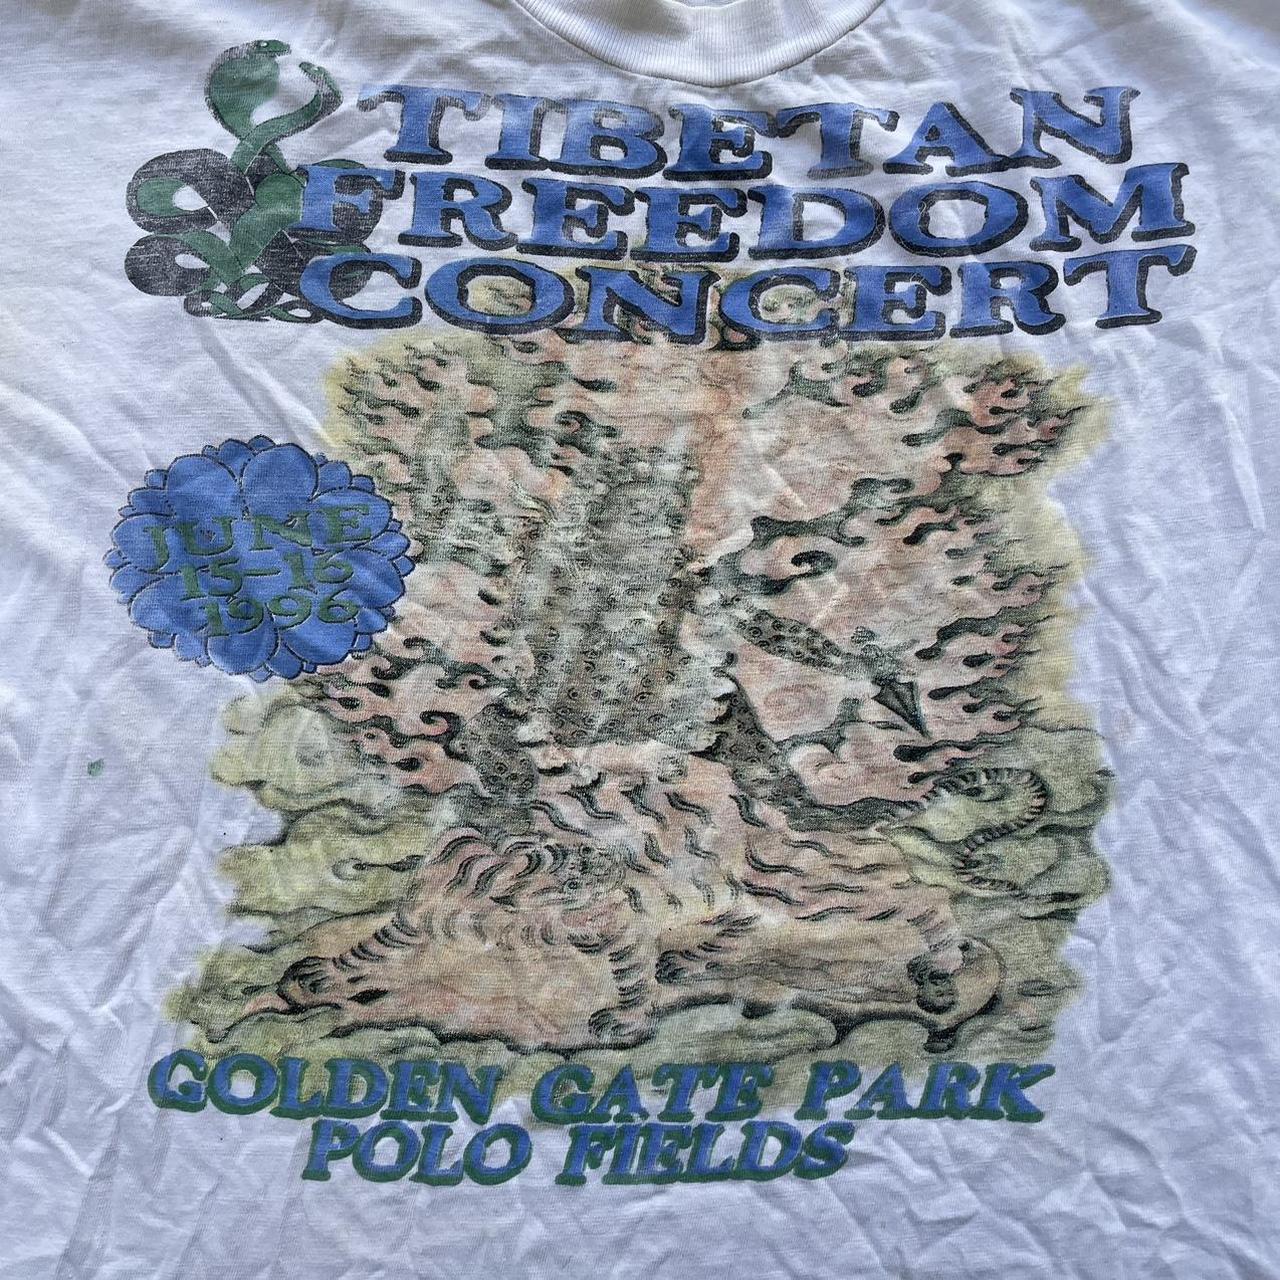 TIBETAN
FREEDOM
CONCERT
JUNE
15-16
1996
GOLDEN GATE PARK
POLO FIELDS